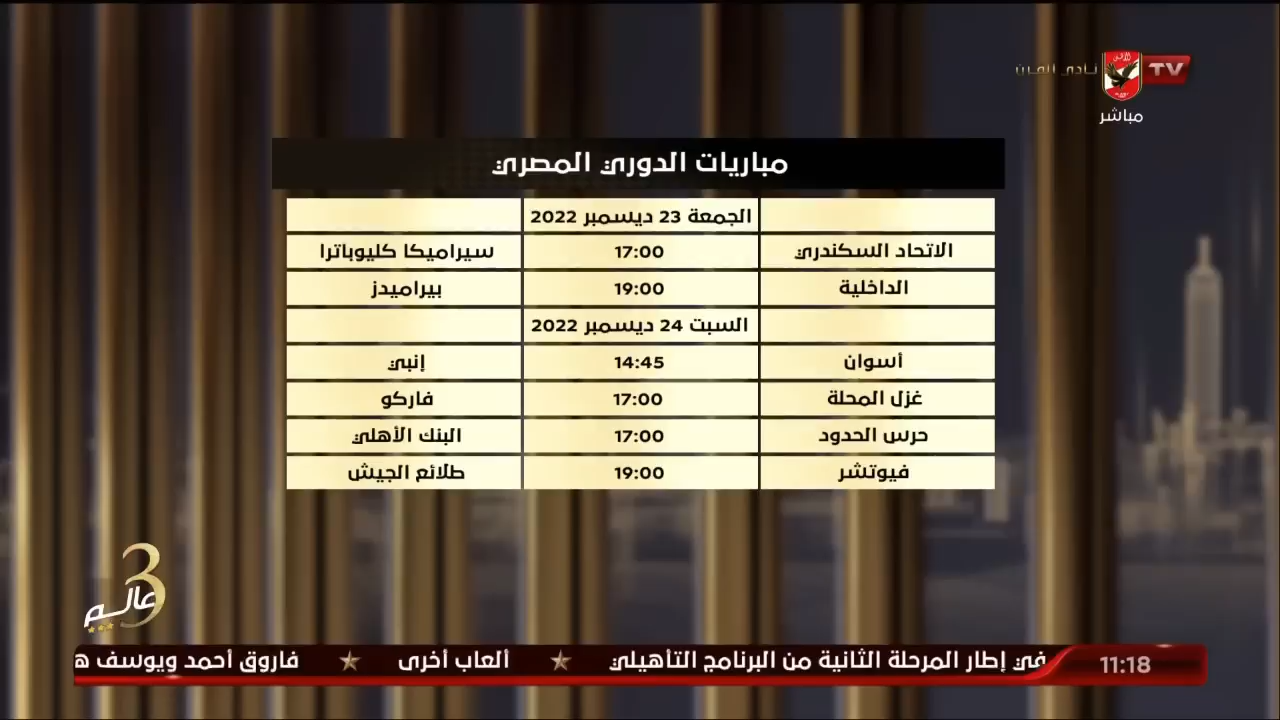 نادي القرن
TV
مباشر
مباريات الدوري المصري
الجمعة 23 ديسمبر 2022
الاتحاد السكندري 17:00 سيراميكا كليوباترا
الداخلية 19:00 بيراميدز
السبت 24 ديسمبر 2022
أسوان 14:45 إنبي
غزل المحلة 17:00 فاركو
حرس الحدود 17:00 البنك الأهلي
فيوتشر 19:00 طلائع الجيش
3 عالم
11:18 في إطار المرحلة الثانية من البرنامج التأهيلي ألعاب أخرى فاروق أحمد ويوسف ه